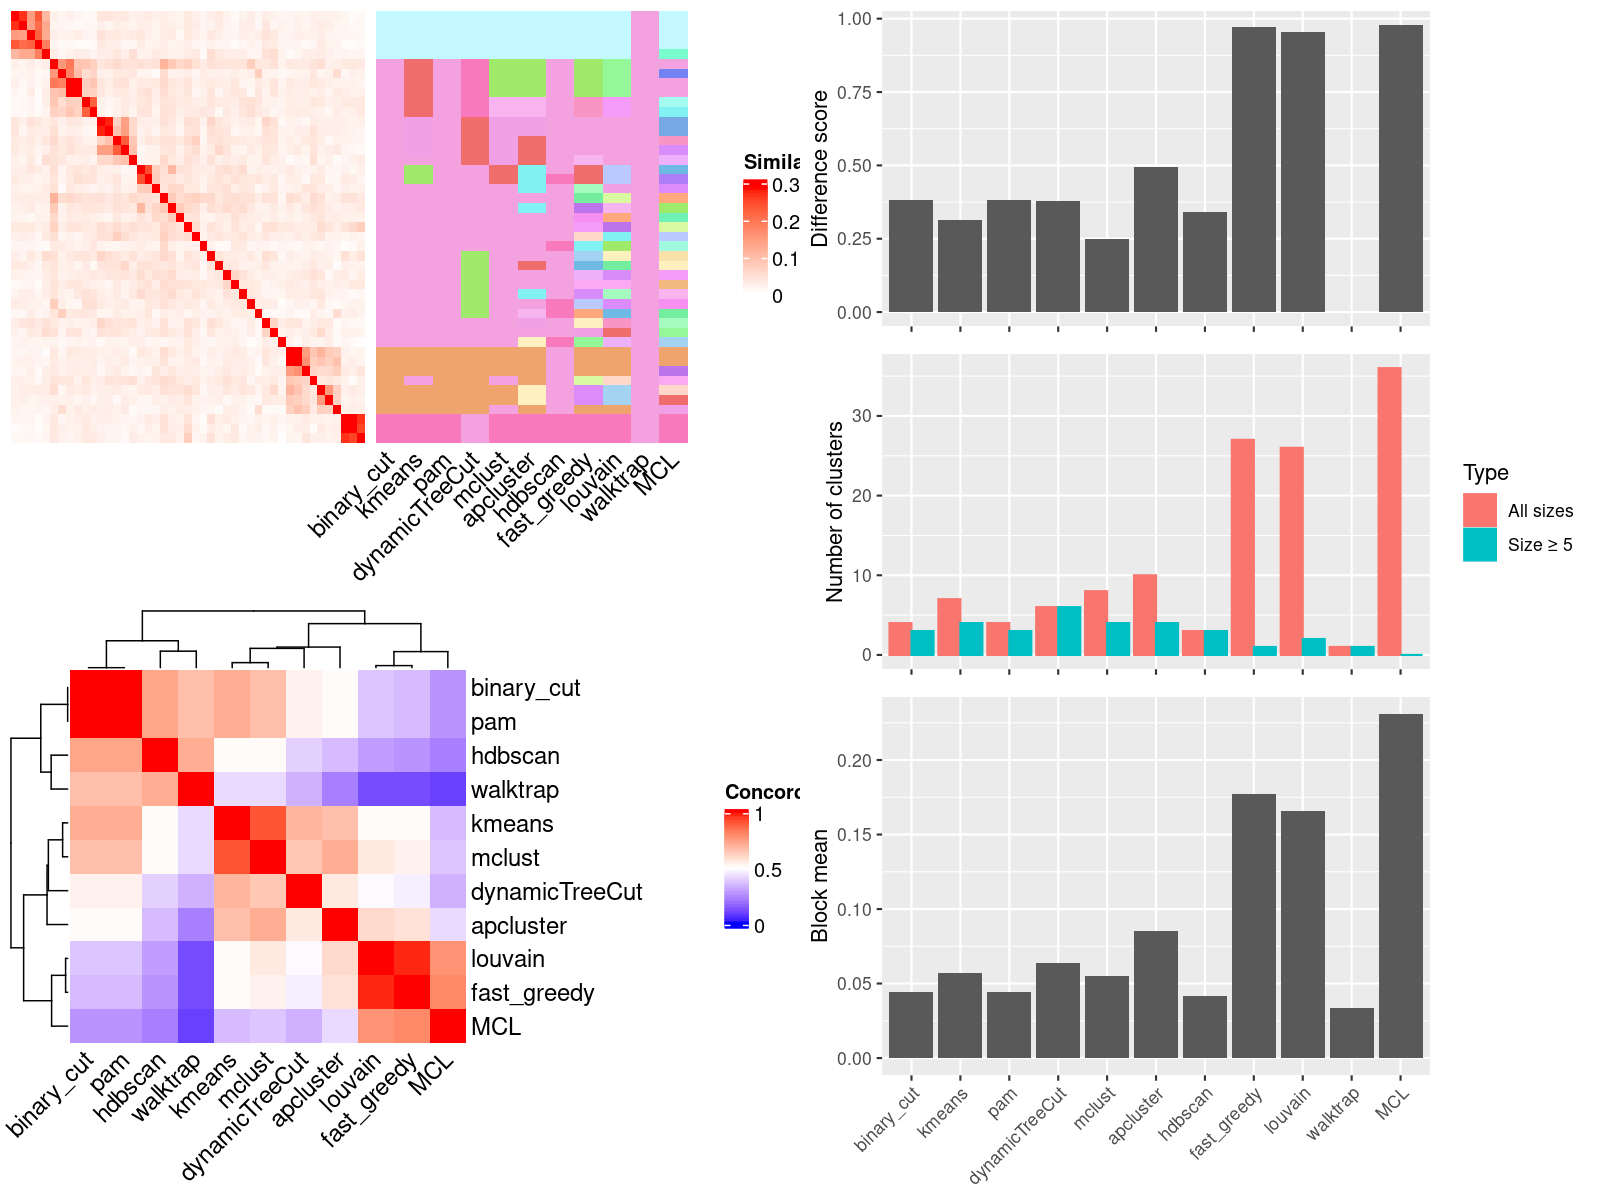 Simila
0.3
0.2
0.1
0
binary_cut
kmeans
pam
dynamicTreeCut
mclust
apcluster
hdbscan
fast_greedy
louvain
walktrap
MCL
binary_cut
pam
hdbscan
walktrap
kmeans
mclust
dynamicTreeCut
apcluster
louvain
fast_greedy
MCL
Concord
1
0.5
0
binary_cut
pam
hdbscan
walktrap
kmeans
mclust
dynamicTreeCut
apcluster
louvain
fast_greedy
MCL
Difference score
1.00
0.75
0.50
0.25
0.00
Number of clusters
30
20
10
0
Type
All sizes
Size ≥ 5
Block mean
0.20
0.15
0.10
0.05
0.00
binary_cut
kmeans
pam
dynamicTreeCut
mclust
apcluster
hdbscan
fast_greedy
louvain
walktrap
MCL